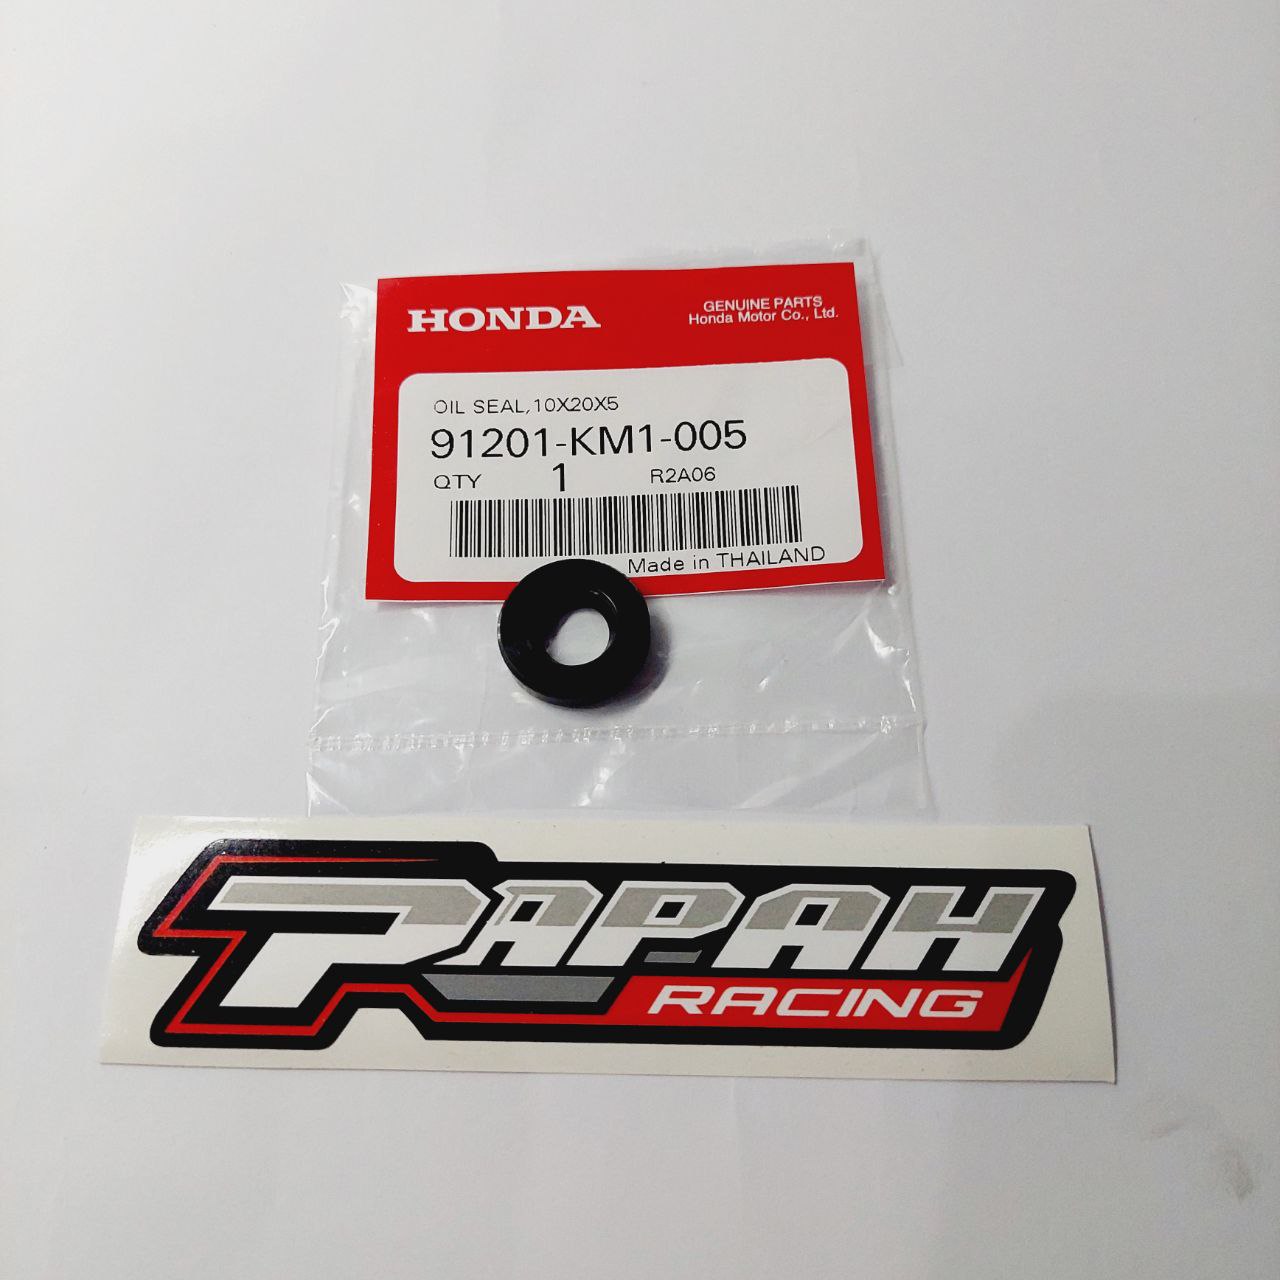 HONDA
GENUINE PARTS
Honda Motor Co., Ltd.
OIL SEAL,10X20X5
91201-KM1-005
QTY 1 R2A06
Made in THAILAND
PAPAH
RACING